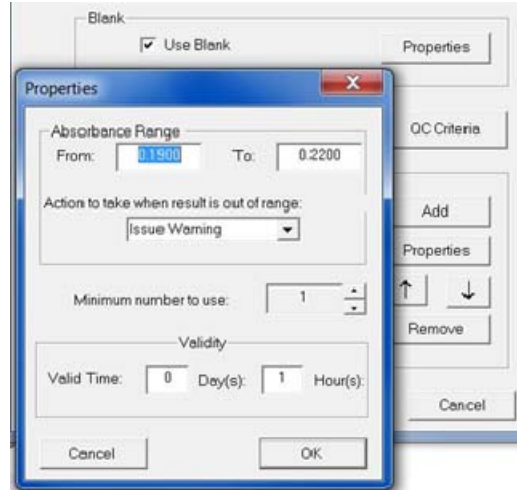 Blank
Use Blank
Properties
Properties
Absorbance Range
From: 0.1900 To: 0.2200
QC Criteria
Action to take when result is out of range:
Issue Warning
Add
Properties
Minimum number to use: 1
Remove
Validity
Valid Time: 0 Day(s): 1 Hour(s):
Cancel
Cancel
OK